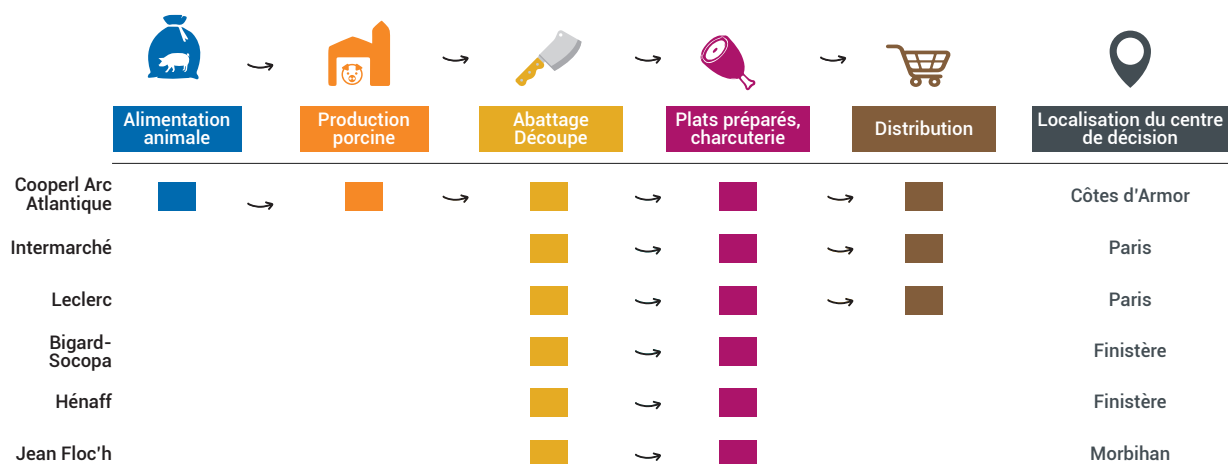 Alimentation
animale
Production
porcine
Abattage
Découpe
Plats préparés,
charcuterie
Distribution
Localisation du centre
de décision
Cooperl Arc
Atlantique
Côtes d'Armor
Intermarché
Paris
Leclerc
Paris
Bigard-
Socopa
Finistère
Hénaff
Finistère
Jean Floc'h
Morbihan